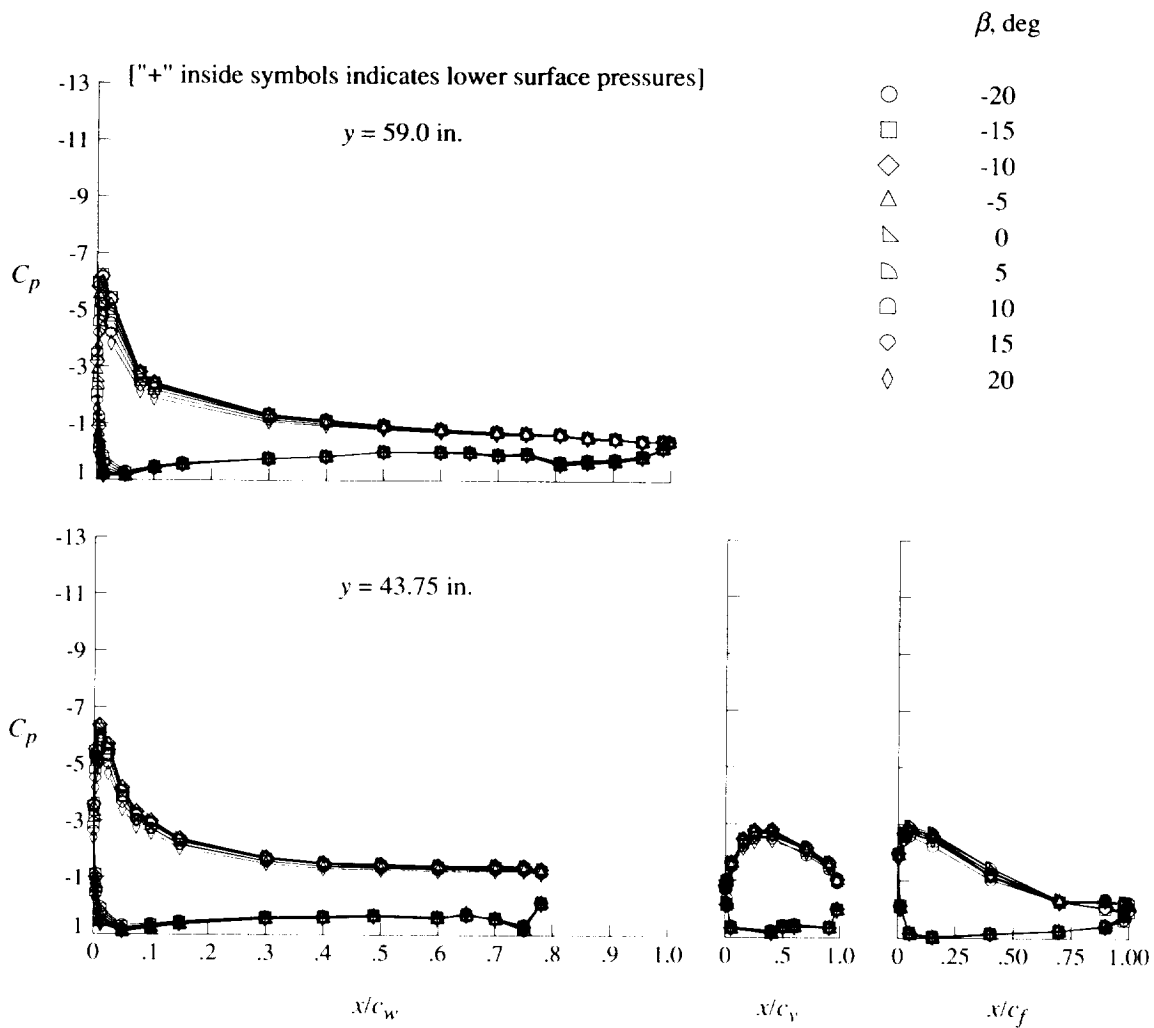 β, deg
["+" inside symbols indicates lower surface pressures]
-20
-15
-10
-5
0
5
10
15
20
y = 59.0 in.
-13
-11
-9
-7
-5
-3
-1
1
C_p
y = 43.75 in.
-13
-11
-9
-7
-5
-3
-1
1
C_p
0 .1 .2 .3 .4 .5 .6 .7 .8 .9 1.0
x/c_w
0 .5 1.0
x/c_v
0 .25 .50 .75 1.00
x/c_f